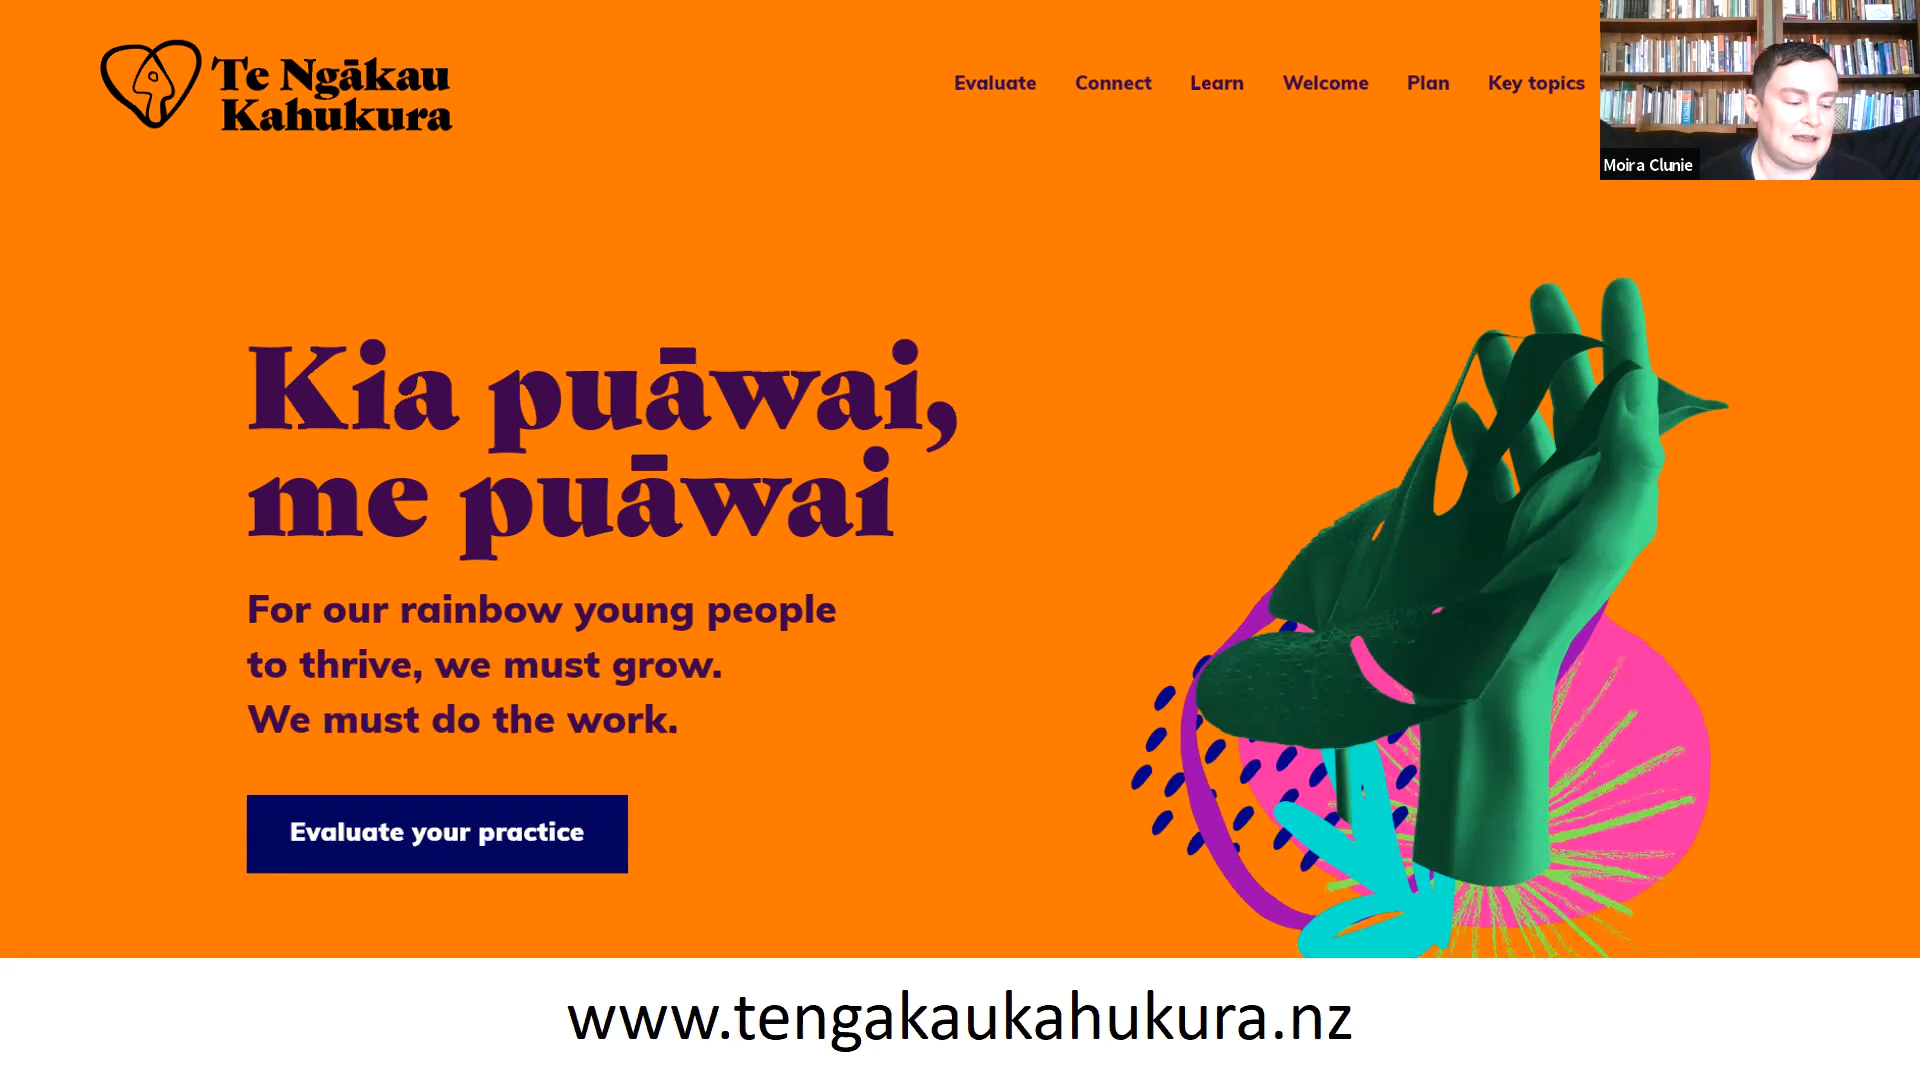 Te Ngākau
Kahukura
Evaluate
Connect
Learn
Welcome
Plan
Key topics
Moira Clunie
Kia puāwai,
me puāwai
For our rainbow young people
to thrive, we must grow.
We must do the work.
Evaluate your practice
www.tengakaukahukura.nz